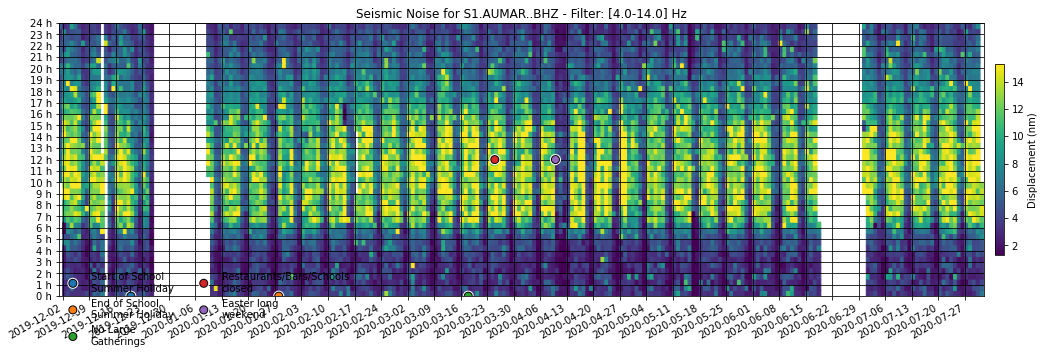 Seismic Noise for S1.AUMAR..BHZ - Filter: [4.0-14.0] Hz
24 h
23 h
22 h
21 h
20 h
19 h
18 h
17 h
16 h
15 h
14 h
13 h
12 h
11 h
10 h
9 h
8 h
7 h
6 h
5 h
4 h
3 h
2 h
1 h
0 h
14
12
10
8
6
4
2
Displacement (nm)
Start of School
Summer Holiday
End of School
Summer Holiday
No Large
Gatherings
Restaurants/Bars/Schools
closed
Easter long
weekend
2019-12-02
2020-01-06
2020-01-13
2020-02-03
2020-02-10
2020-02-17
2020-02-24
2020-03-02
2020-03-09
2020-03-16
2020-03-23
2020-03-30
2020-04-06
2020-04-13
2020-04-20
2020-04-27
2020-05-04
2020-05-11
2020-05-18
2020-05-25
2020-06-01
2020-06-08
2020-06-15
2020-06-22
2020-06-29
2020-07-06
2020-07-13
2020-07-20
2020-07-27